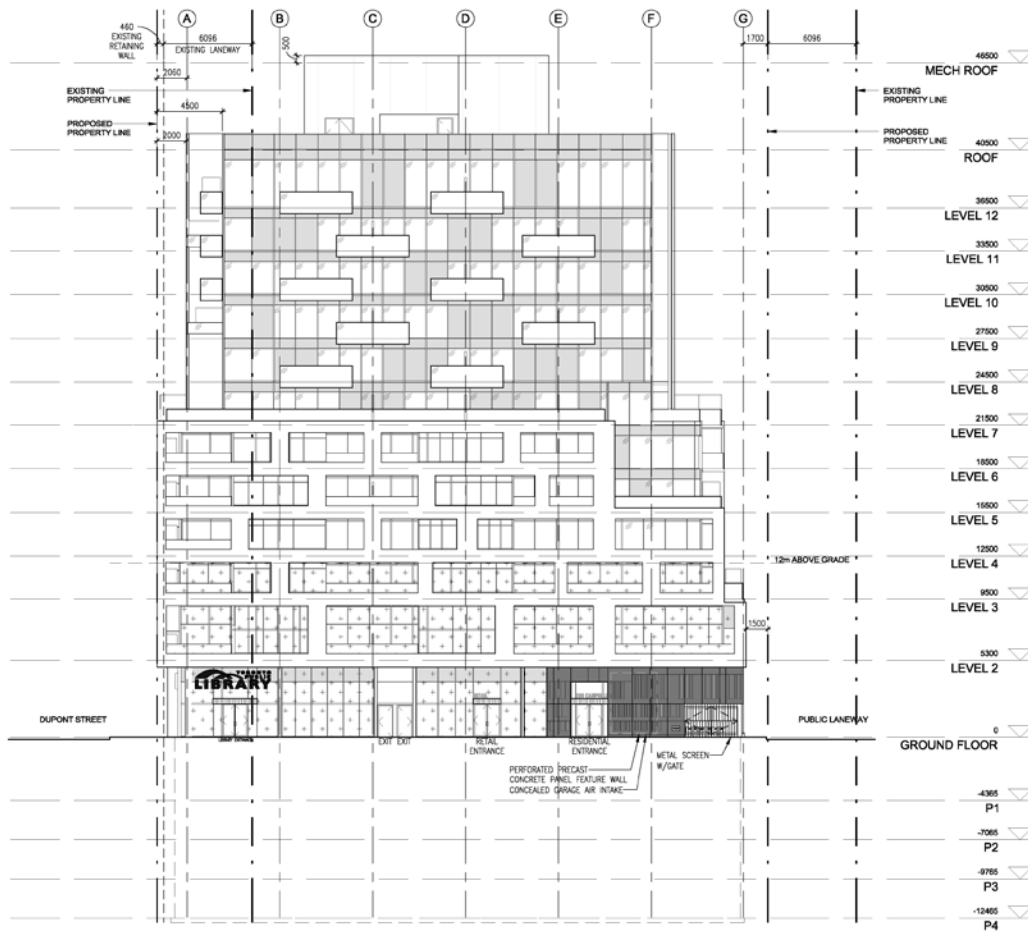 A
B
C
D
E
F
G
460
EXISTING
RETAINING
WALL
6096
EXISTING LANEWAY
500
1700
6096
2060
4500
2000
EXISTING
PROPERTY LINE
PROPOSED
PROPERTY LINE
EXISTING
PROPERTY LINE
PROPOSED
PROPERTY LINE
46500
MECH ROOF
40500
ROOF
36500
LEVEL 12
33500
LEVEL 11
30500
LEVEL 10
27500
LEVEL 9
24500
LEVEL 8
21500
LEVEL 7
18500
LEVEL 6
15500
LEVEL 5
12500
LEVEL 4
12m ABOVE GRADE
9500
LEVEL 3
1500
5300
LEVEL 2
TORONTO
PUBLIC
LIBRARY
RETAIL
DUPONT STREET
PUBLIC LANEWAY
0
GROUND FLOOR
LIBRARY ENTRANCE
EXIT EXIT
RETAIL
ENTRANCE
RESIDENTIAL
ENTRANCE
METAL SCREEN
W/GATE
PERFORATED PRECAST
CONCRETE PANEL FEATURE WALL
CONCEALED GARAGE AIR INTAKE
-4365
P1
-7065
P2
-9765
P3
-12465
P4